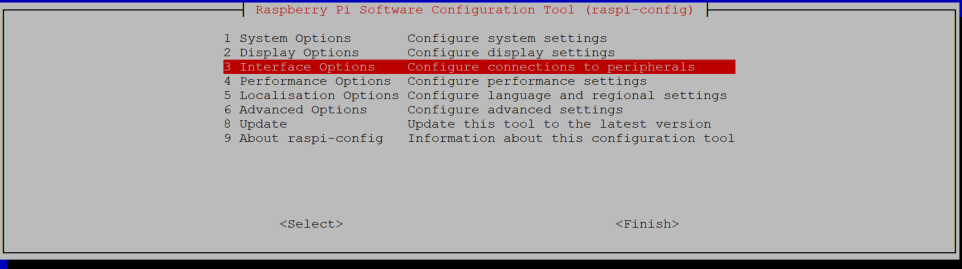 Raspberry Pi Software Configuration Tool (raspi-config)
1 System Options Configure system settings
2 Display Options Configure display settings
3 Interface Options Configure connections to peripherals
4 Performance Options Configure performance settings
5 Localisation Options Configure language and regional settings
6 Advanced Options Configure advanced settings
8 Update Update this tool to the latest version
9 About raspi-config Information about this configuration tool
<Select> <Finish>